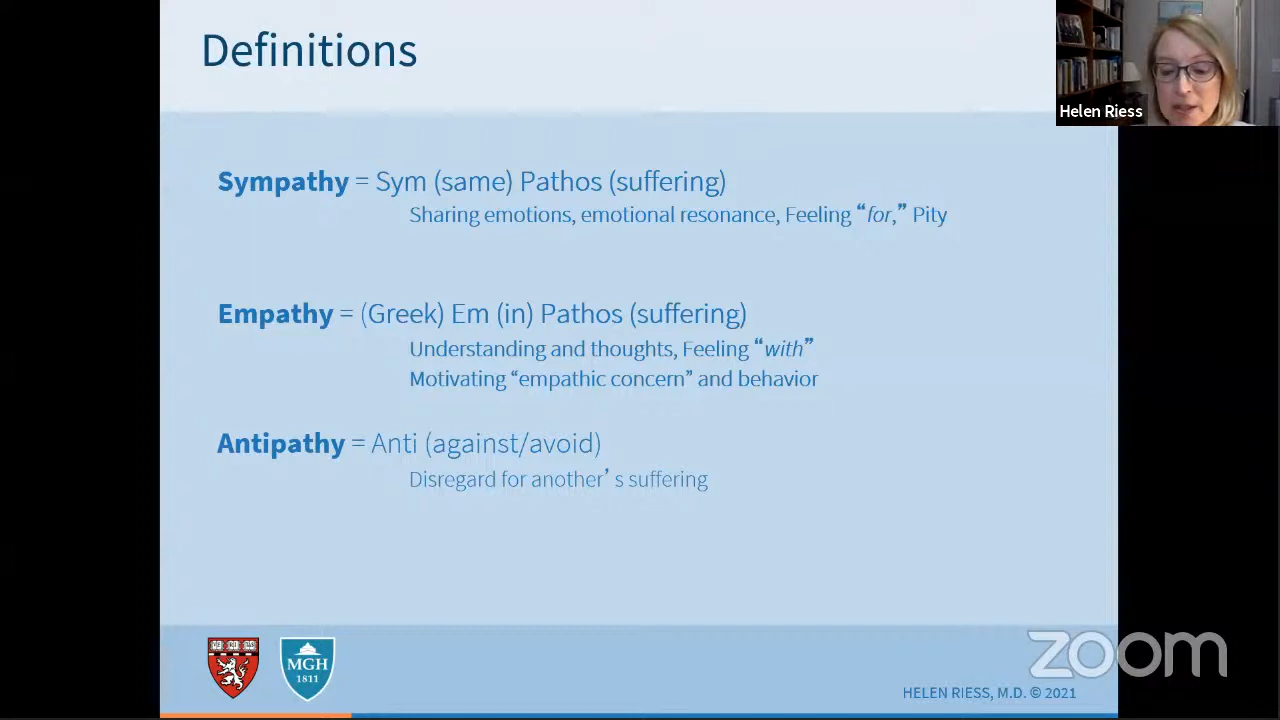 Definitions
Helen Riess
Sympathy = Sym (same) Pathos (suffering)
Sharing emotions, emotional resonance, Feeling “for,” Pity
Empathy = (Greek) Em (in) Pathos (suffering)
Understanding and thoughts, Feeling “with”
Motivating “empathic concern” and behavior
Antipathy = Anti (against/avoid)
Disregard for another’ s suffering
MGH
1811
zoom
HELEN RIESS, M.D. © 2021